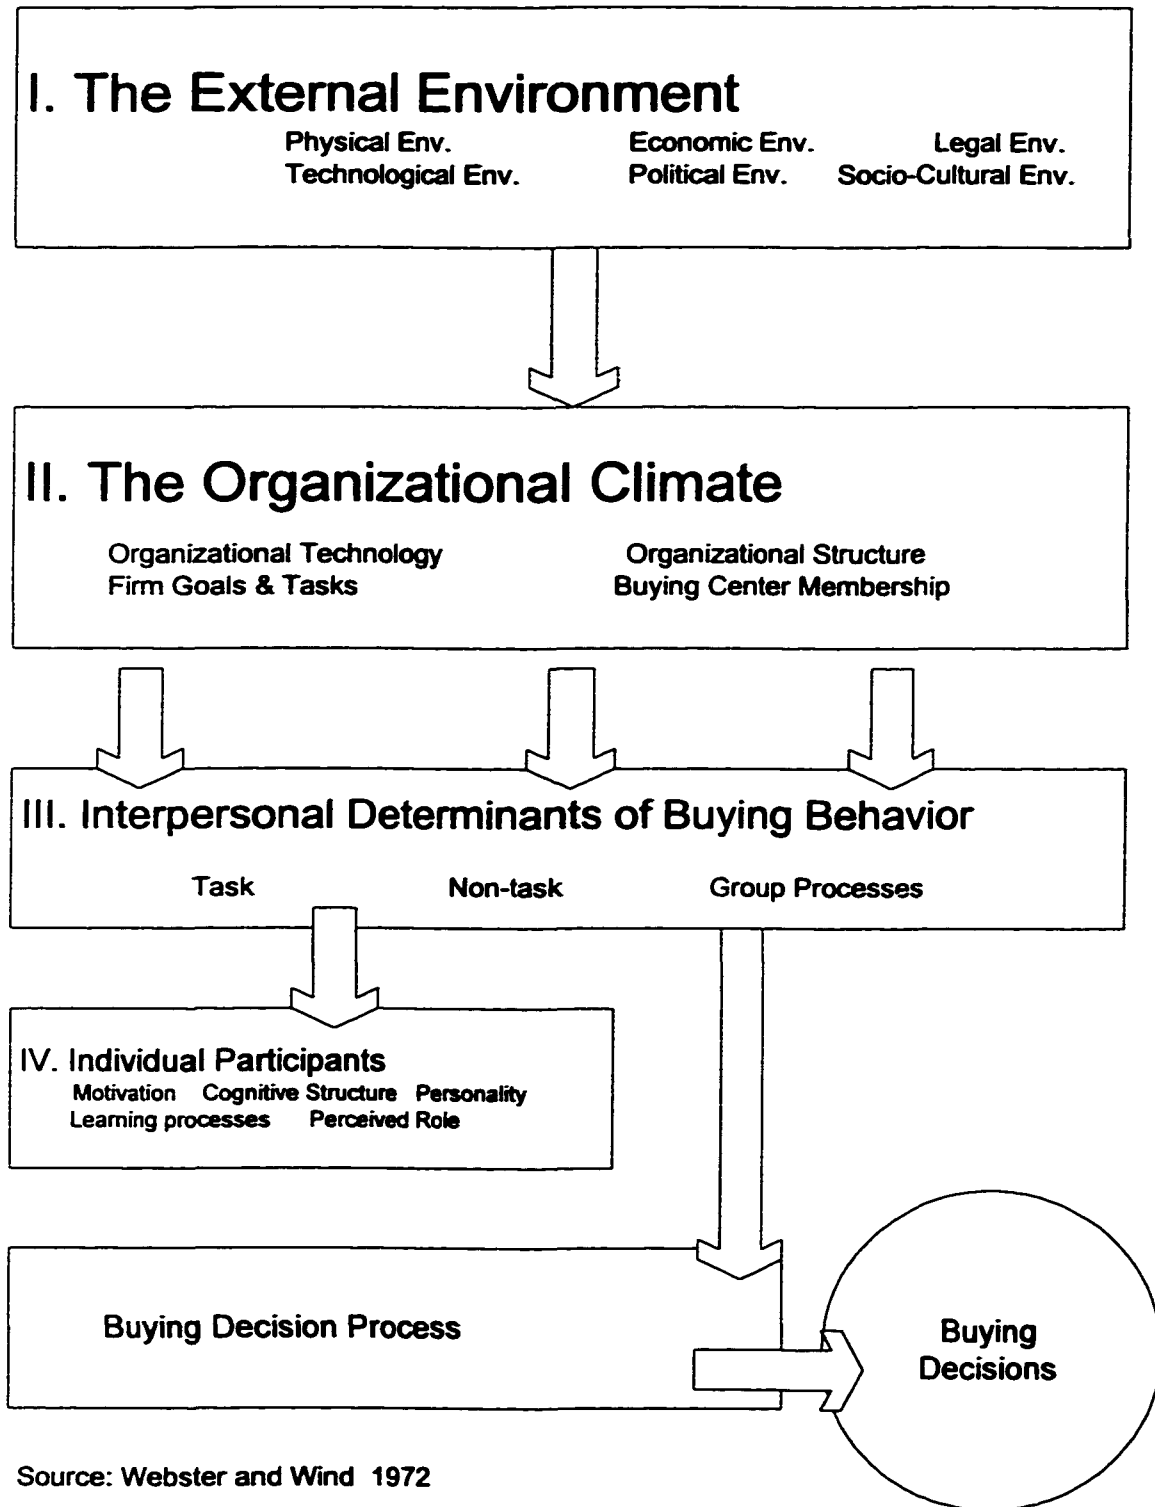 I. The External Environment
Physical Env. Economic Env. Legal Env.
Technological Env. Political Env. Socio-Cultural Env.
II. The Organizational Climate
Organizational Technology Organizational Structure
Firm Goals & Tasks Buying Center Membership
III. Interpersonal Determinants of Buying Behavior
Task Non-task Group Processes
IV. Individual Participants
Motivation Cognitive Structure Personality
Learning processes Perceived Role
Buying Decision Process
Buying
Decisions
Source: Webster and Wind 1972